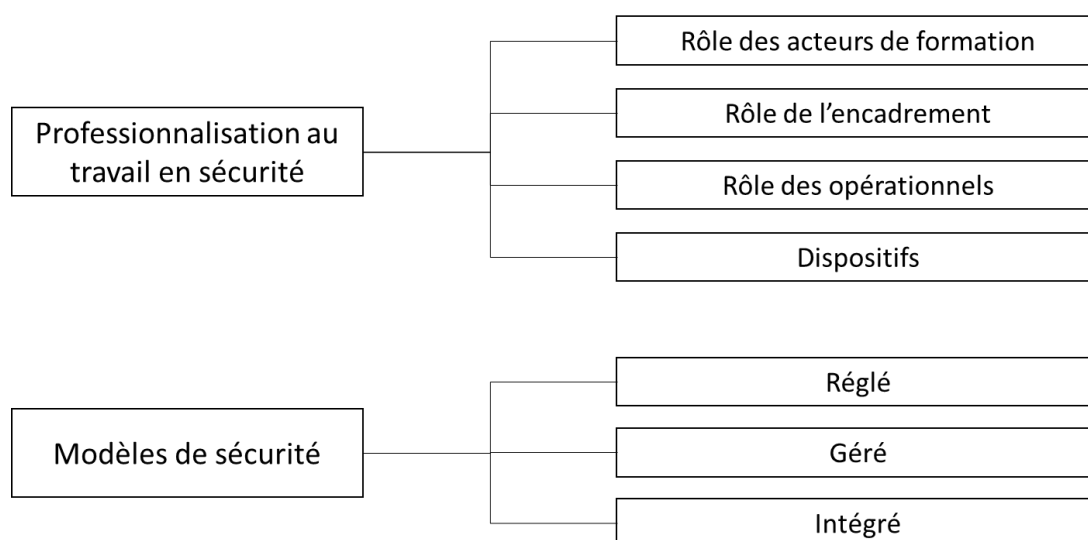 Professionnalisation au
travail en sécurité
Rôle des acteurs de formation
Rôle de l'encadrement
Rôle des opérationnels
Dispositifs
Modèles de sécurité
Réglé
Géré
Intégré